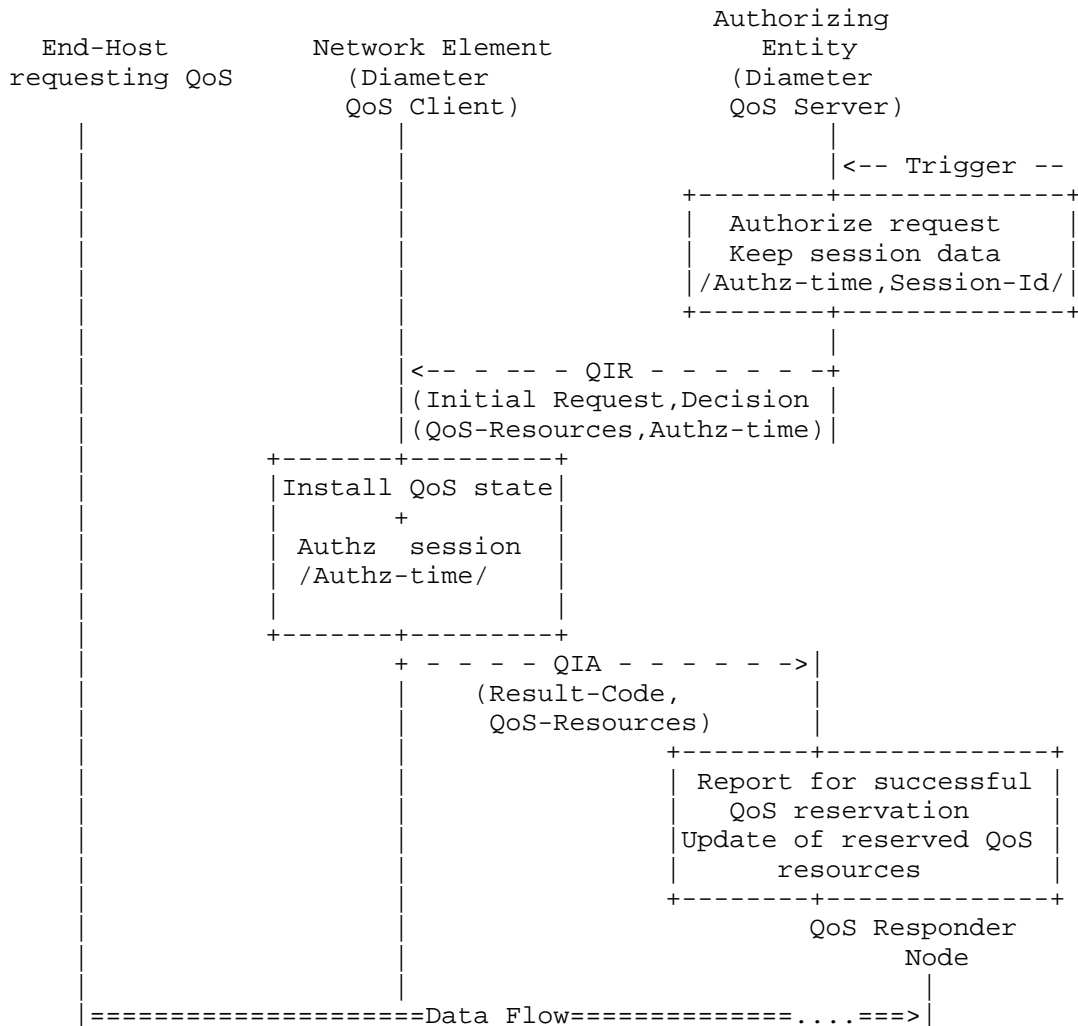 Authorizing
End-Host Network Element Entity
requesting QoS (Diameter (Diameter
QoS Client) QoS Server)
<-- Trigger --
Authorize request
Keep session data
/Authz-time,Session-Id/
<-- - -- - QIR - - - - - -+
(Initial Request,Decision
(QoS-Resources,Authz-time)
Install QoS state
+
Authz session
/Authz-time/
+ - - - - QIA - - - - - ->
(Result-Code,
QoS-Resources)
Report for successful
QoS reservation
Update of reserved QoS
resources
QoS Responder
Node
=====================Data Flow==============....===>